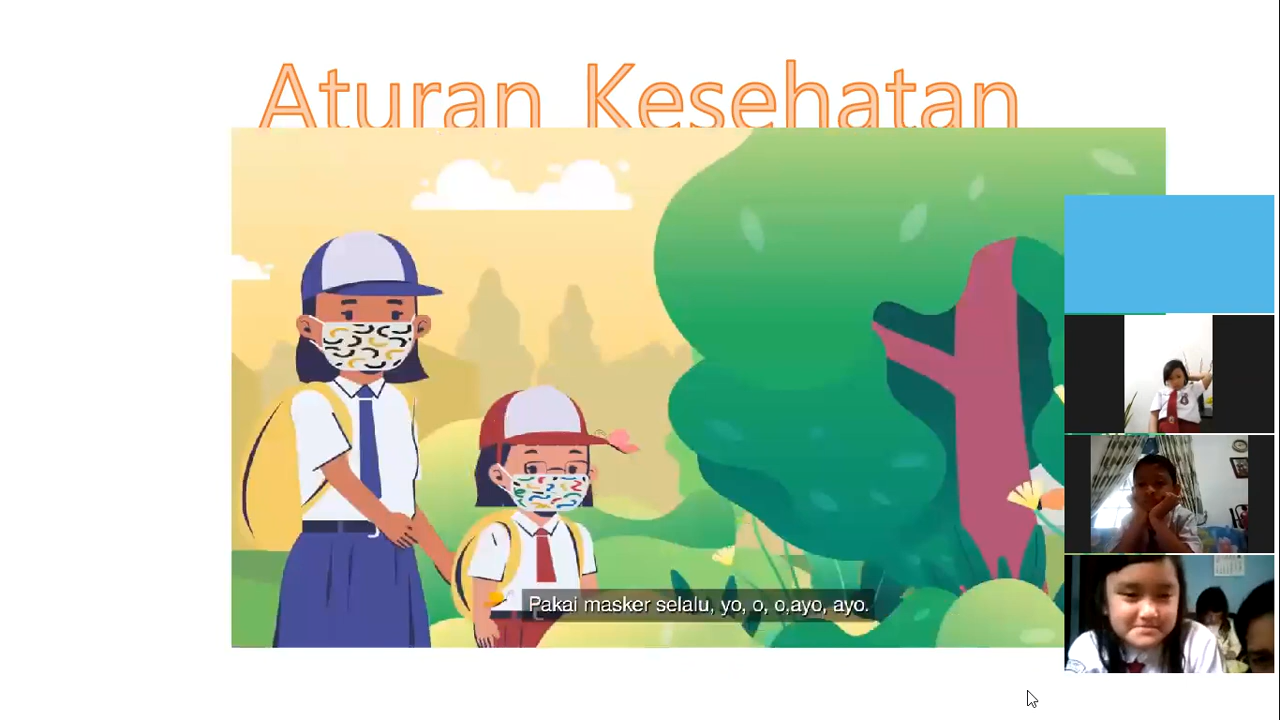 Aturan Kesehatan
Pakai masker selalu, yo, o, o,ayo, ayo.